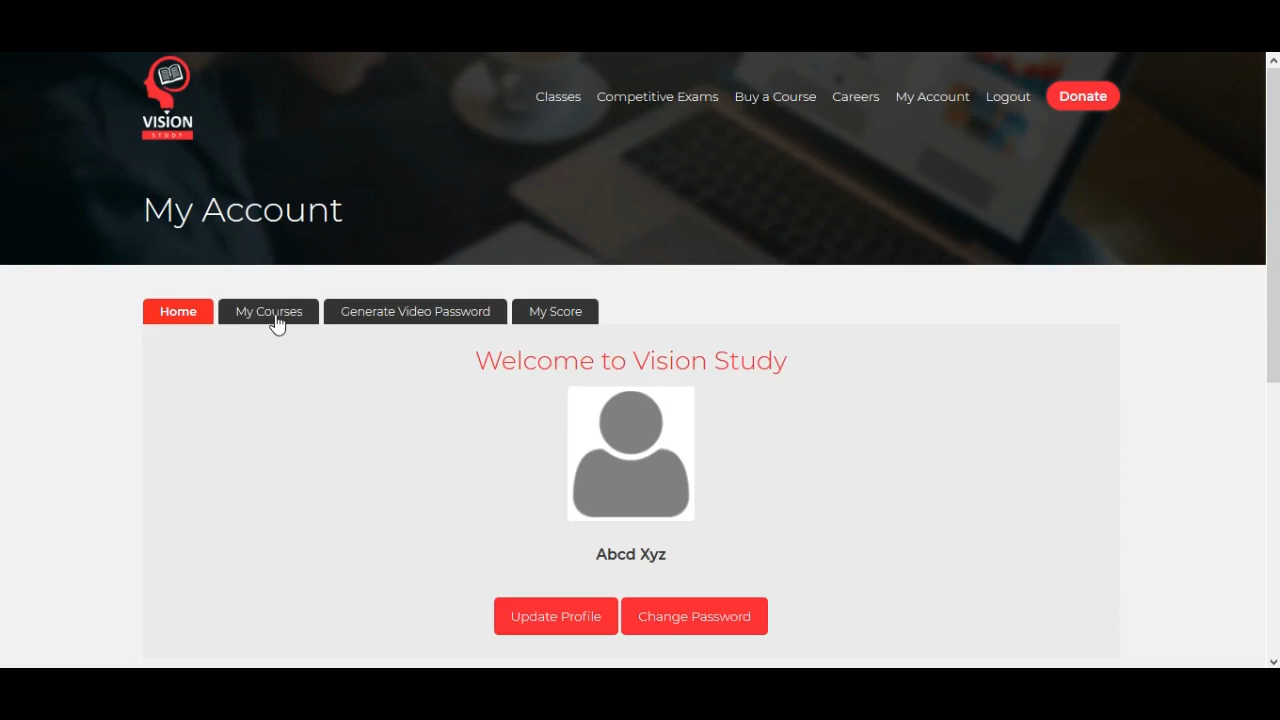 VISION
STUDY
Classes Competitive Exams Buy a Course Careers My Account Logout Donate
My Account
Home My Courses Generate Video Password My Score
Welcome to Vision Study
Abcd Xyz
Update Profile Change Password